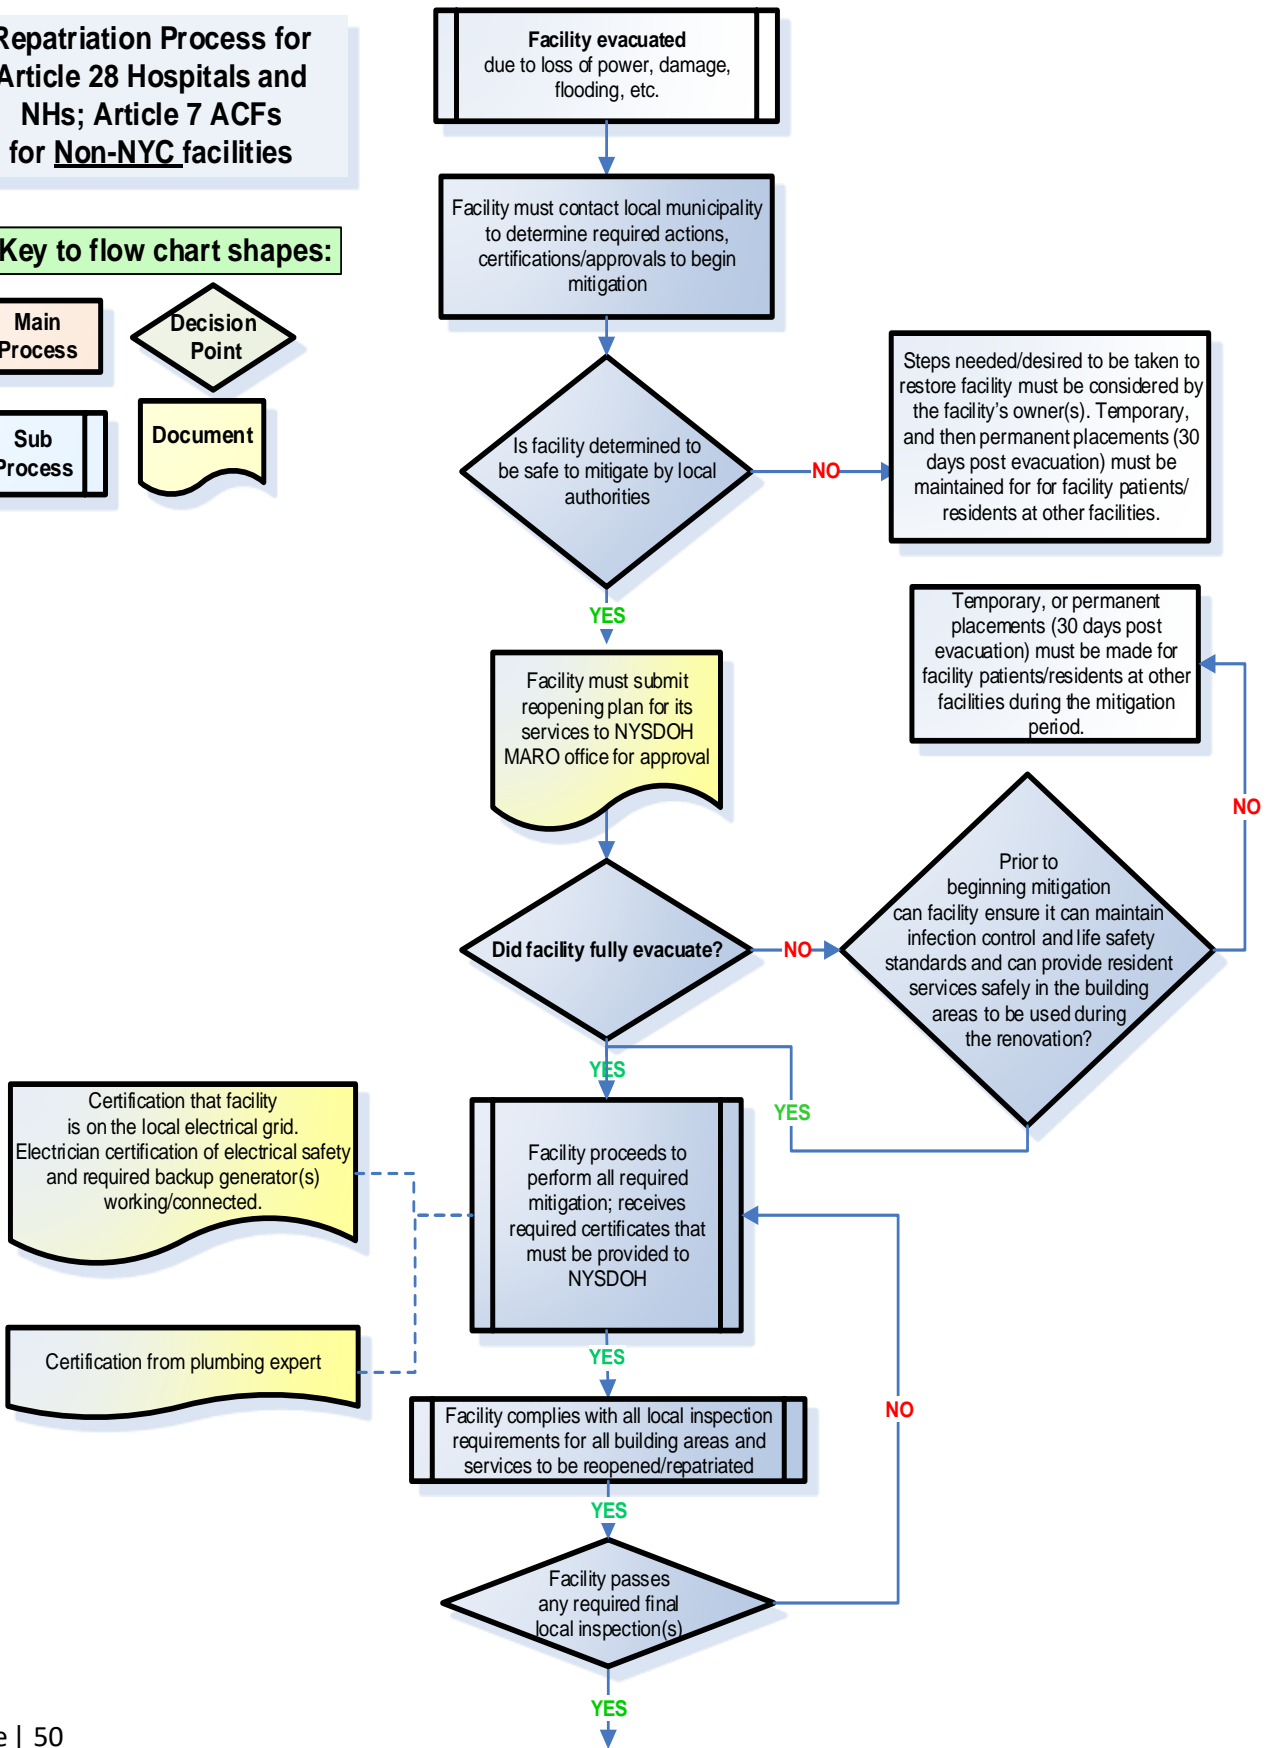 Repatriation Process for
Article 28 Hospitals and
NHs; Article 7 ACFs
for Non-NYC facilities
Key to flow chart shapes:
Main
Process
Decision
Point
Sub
Process
Document
Facility evacuated
due to loss of power, damage,
flooding, etc.
Facility must contact local municipality
to determine required actions,
certifications/approvals to begin
mitigation
Is facility determined to
be safe to mitigate by local
authorities
NO
Steps needed/desired to be taken to
restore facility must be considered by
the facility's owner(s). Temporary,
and then permanent placements (30
days post evacuation) must be
maintained for for facility patients/
residents at other facilities.
YES
Facility must submit
reopening plan for its
services to NYSDOH
MARO office for approval
Temporary, or permanent
placements (30 days post
evacuation) must be made for
facility patients/residents at other
facilities during the mitigation
period.
NO
Did facility fully evacuate?
NO
Prior to
beginning mitigation
can facility ensure it can maintain
infection control and life safety
standards and can provide resident
services safely in the building
areas to be used during
the renovation?
YES
YES
Certification that facility
is on the local electrical grid.
Electrician certification of electrical safety
and required backup generator(s)
working/connected.
Facility proceeds to
perform all required
mitigation; receives
required certificates that
must be provided to
NYSDOH
Certification from plumbing expert
YES
Facility complies with all local inspection
requirements for all building areas and
services to be reopened/repatriated
NO
YES
Facility passes
any required final
local inspection(s)
YES
e | 50